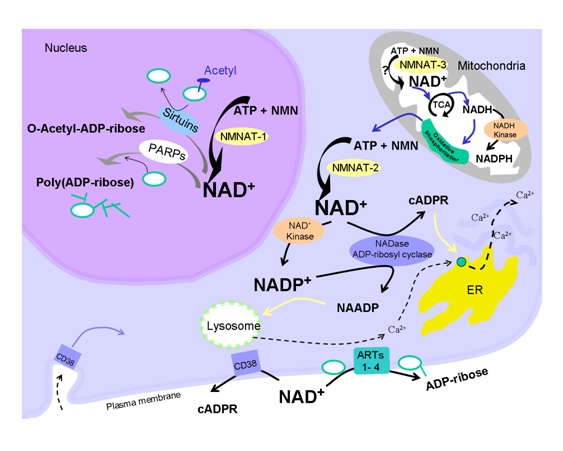 Nucleus
Acetyl
Sirtuins
ATP + NMN
NMNAT-1
O-Acetyl-ADP-ribose
PARPs
Poly(ADP-ribose)
NAD+
ATP + NMN
NMNAT-3
Mitochondria
?
NAD+
TCA
NADH
NADH
Kinase
NADPH
Oxidative
ATP + NMN
NMNAT-2
NAD+
cADPR
Ca2+
Ca2+
NAD+
Kinase
NADase
ADP-ribosyl cyclase
NADP+
NAADP
ER
Lysosome
Ca2+
CD38
CD38
ARTs
1- 4
ADP-ribose
Plasma membrane
cADPR
NAD+